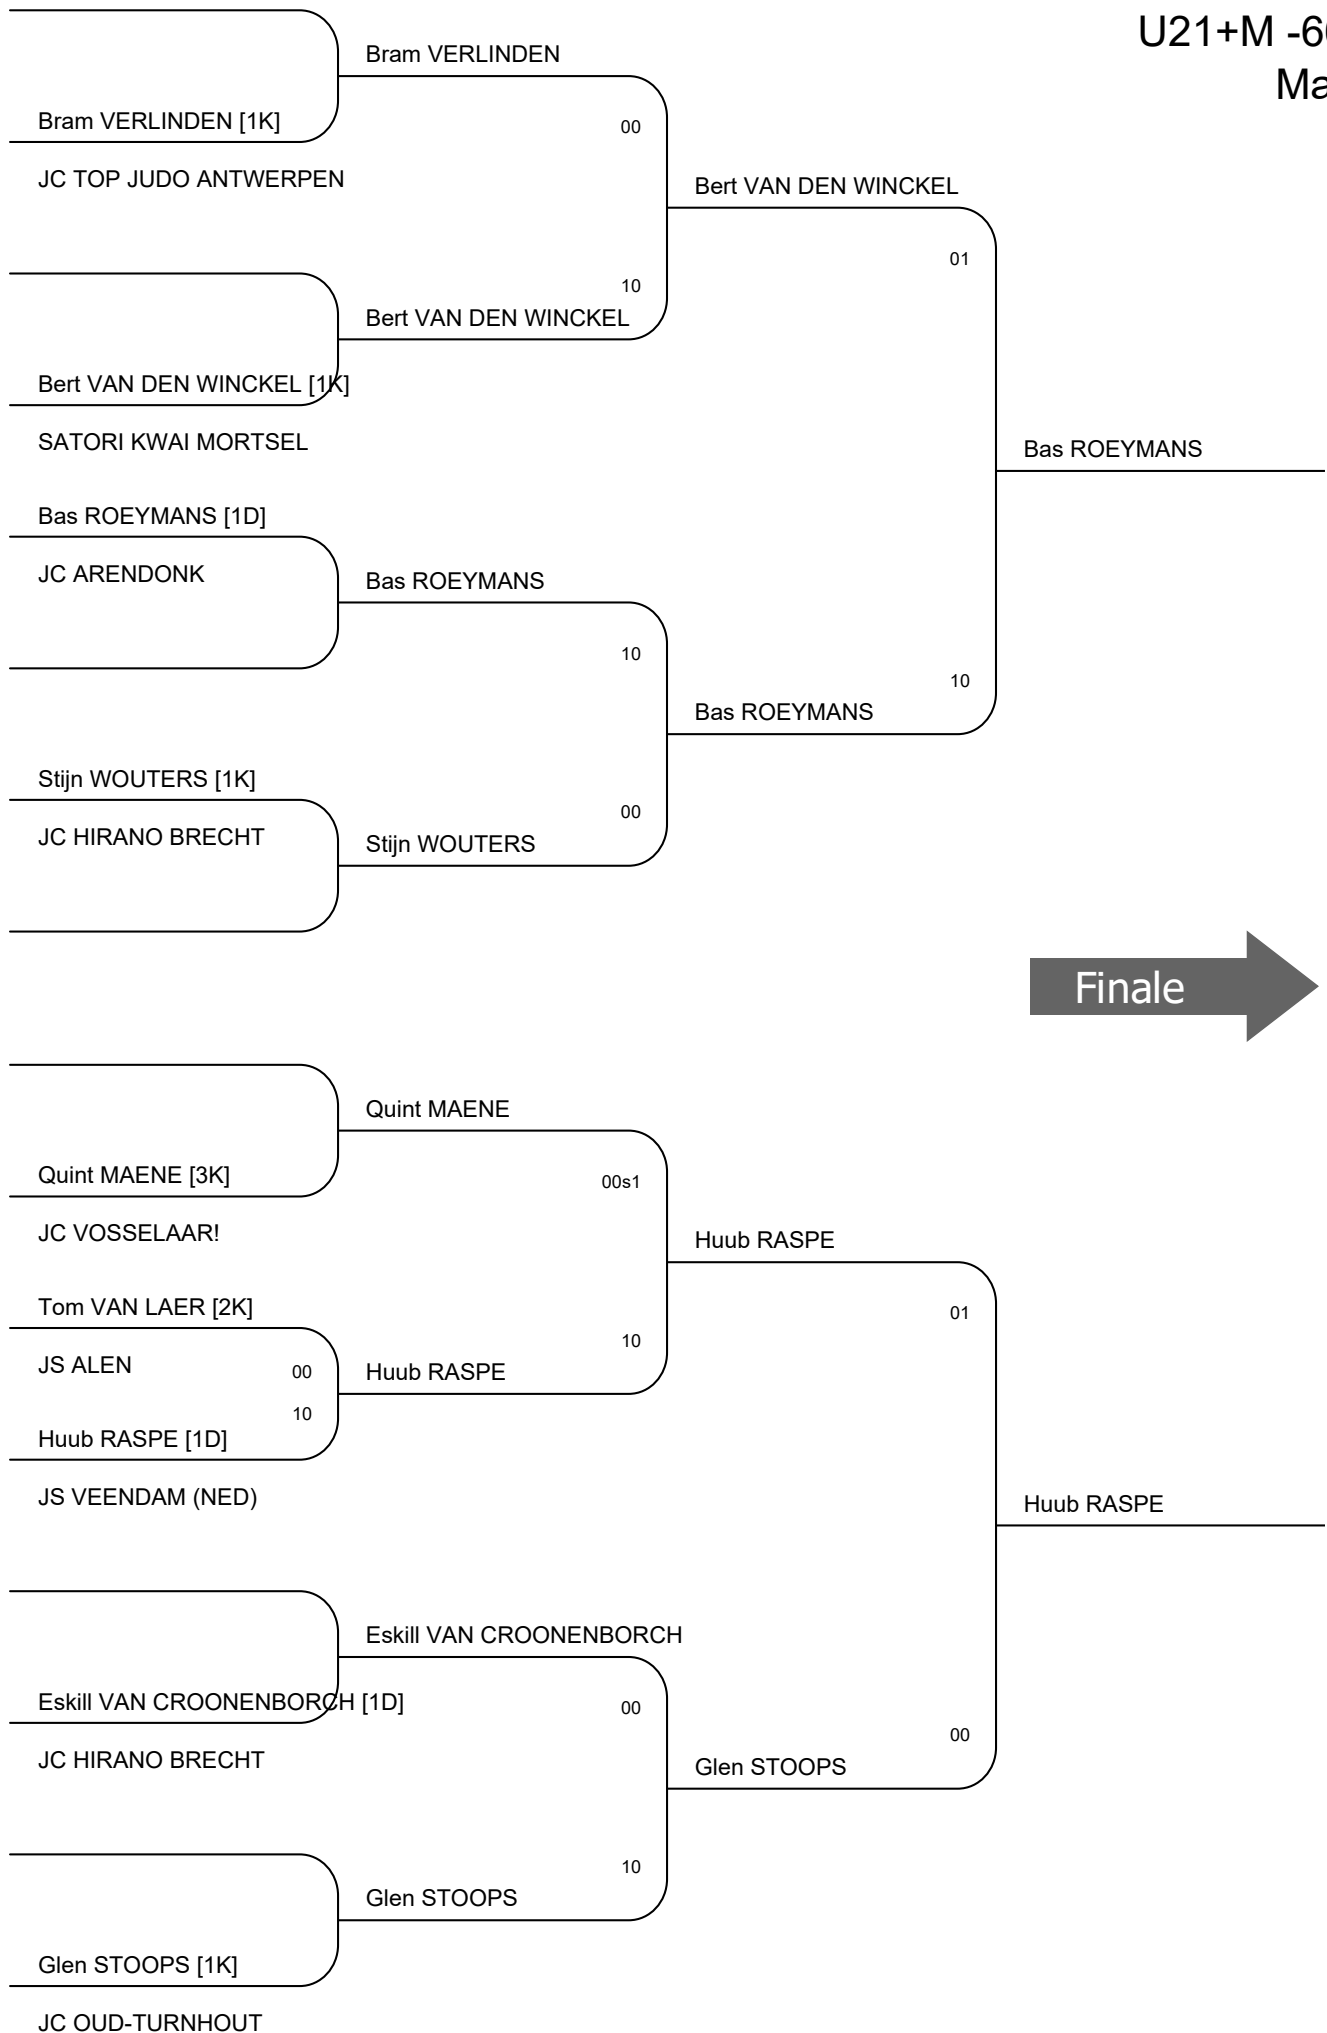 U21+M -6
Ma
Bram VERLINDEN
Bram VERLINDEN [1K]
00
JC TOP JUDO ANTWERPEN
Bert VAN DEN WINCKEL
01
10
Bert VAN DEN WINCKEL
Bert VAN DEN WINCKEL [1K]
SATORI KWAI MORTSEL
Bas ROEYMANS
Bas ROEYMANS [1D]
JC ARENDONK
Bas ROEYMANS
10
10
Bas ROEYMANS
Stijn WOUTERS [1K]
00
JC HIRANO BRECHT
Stijn WOUTERS
Finale
Quint MAENE
Quint MAENE [3K]
00s1
JC VOSSELAAR!
Huub RASPE
Tom VAN LAER [2K]
01
10
JS ALEN
00
Huub RASPE
10
Huub RASPE [1D]
JS VEENDAM (NED)
Huub RASPE
Eskill VAN CROONENBORCH
Eskill VAN CROONENBORCH [1D]
00
00
JC HIRANO BRECHT
Glen STOOPS
10
Glen STOOPS
Glen STOOPS [1K]
JC OUD-TURNHOUT